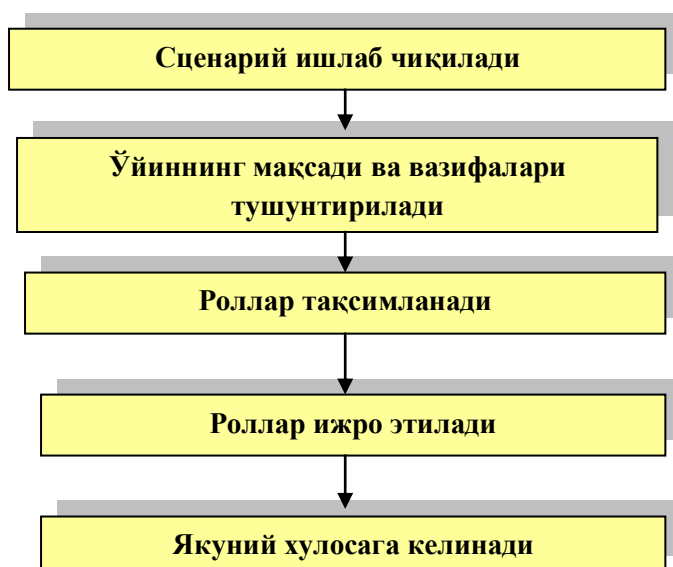 Сценарий ишлаб чиқилади
Ўйиннинг мақсади ва вазифалари
тушунтирилади
Роллар тақсимланади
Роллар ижро этилади
Якуний хулосага келинади